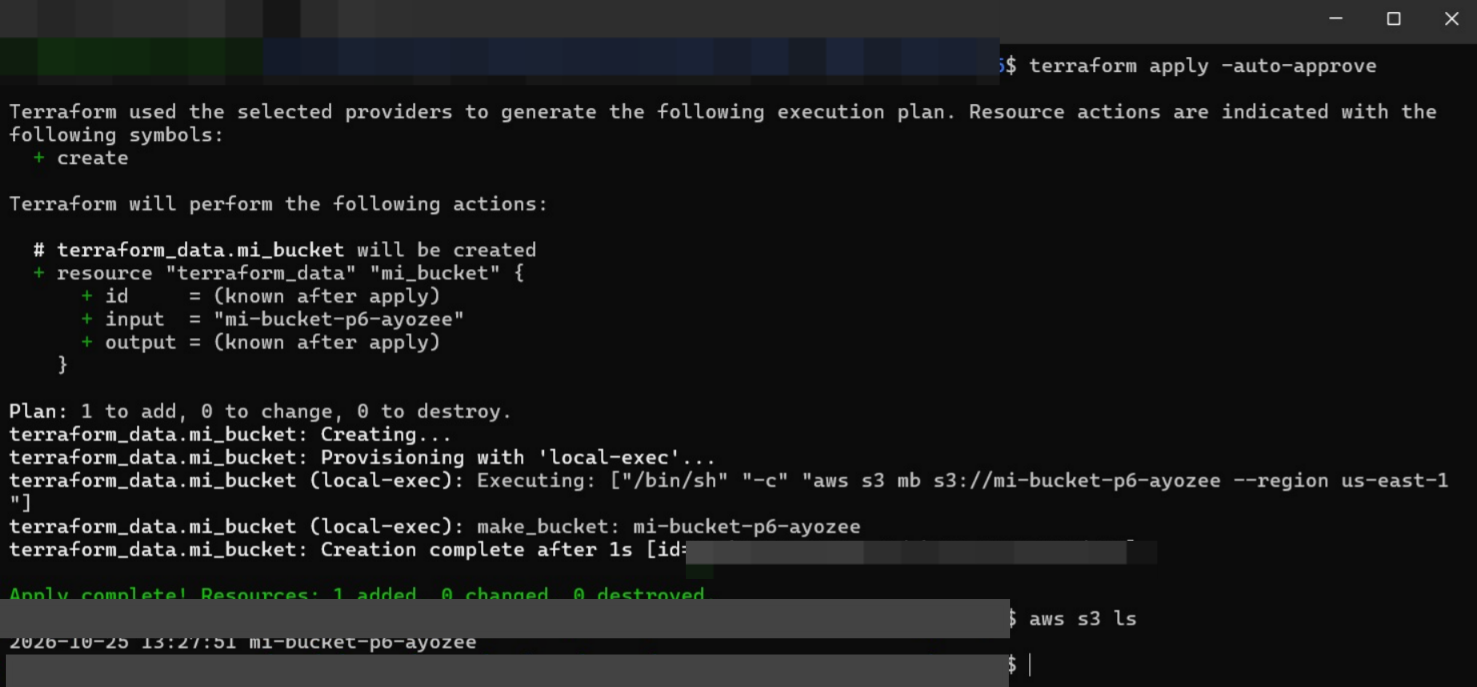 $ terraform apply -auto-approve
Terraform used the selected providers to generate the following execution plan. Resource actions are indicated with the
following symbols:
+ create
Terraform will perform the following actions:
# terraform_data.mi_bucket will be created
+ resource "terraform_data" "mi_bucket" {
+ id     = (known after apply)
+ input  = "mi-bucket-p6-ayozee"
+ output = (known after apply)
}
Plan: 1 to add, 0 to change, 0 to destroy.
terraform_data.mi_bucket: Creating...
terraform_data.mi_bucket: Provisioning with 'local-exec'...
terraform_data.mi_bucket (local-exec): Executing: ["/bin/sh" "-c" "aws s3 mb s3://mi-bucket-p6-ayozee --region us-east-1
"]
terraform_data.mi_bucket (local-exec): make_bucket: mi-bucket-p6-ayozee
terraform_data.mi_bucket: Creation complete after 1s [id=
Apply complete! Resources: 1 added, 0 changed, 0 destroyed.
$ aws s3 ls
2026-10-25 13:27:51 mi-bucket-p6-ayozee
$